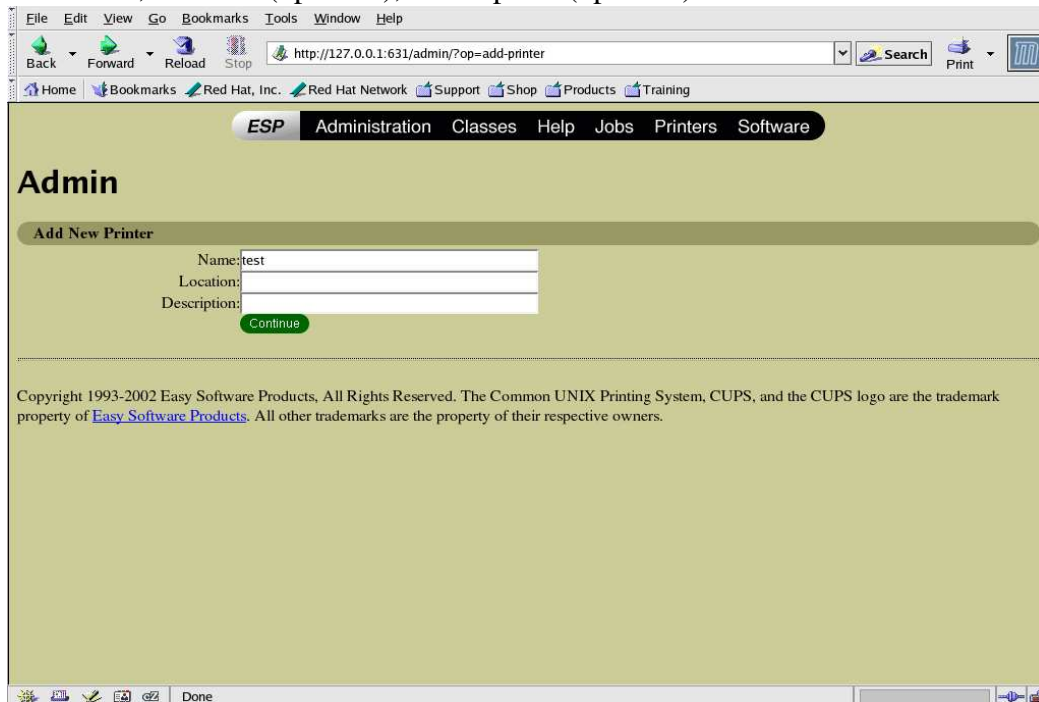 File Edit View Go Bookmarks Tools Window Help
Back Forward Reload Stop http://127.0.0.1:631/admin/?op=add-printer Search Print
Home Bookmarks Red Hat, Inc. Red Hat Network Support Shop Products Training
ESP Administration Classes Help Jobs Printers Software
Admin
Add New Printer
Name: test
Location:
Description:
Continue
Copyright 1993-2002 Easy Software Products, All Rights Reserved. The Common UNIX Printing System, CUPS, and the CUPS logo are the trademark
property of Easy Software Products. All other trademarks are the property of their respective owners.
Done